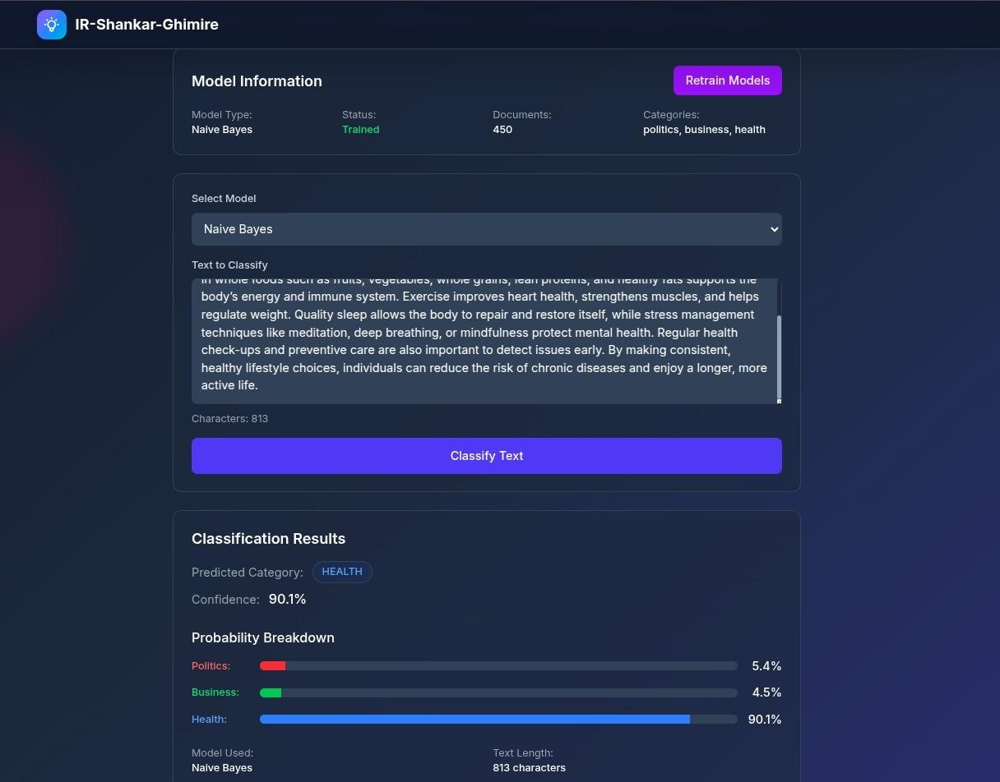 IR-Shankar-Ghimire
Model Information
Retrain Models
Model Type:
Naive Bayes
Status:
Trained
Documents:
450
Categories:
politics, business, health
Select Model
Naive Bayes
Text to Classify
in whole foods such as fruits, vegetables, whole grains, lean proteins, and healthy fats supports the
body’s energy and immune system. Exercise improves heart health, strengthens muscles, and helps
regulate weight. Quality sleep allows the body to repair and restore itself, while stress management
techniques like meditation, deep breathing, or mindfulness protect mental health. Regular health
check-ups and preventive care are also important to detect issues early. By making consistent,
healthy lifestyle choices, individuals can reduce the risk of chronic diseases and enjoy a longer, more
active life.
Characters: 813
Classify Text
Classification Results
Predicted Category: HEALTH
Confidence: 90.1%
Probability Breakdown
Politics: 5.4%
Business: 4.5%
Health: 90.1%
Model Used:
Naive Bayes
Text Length:
813 characters